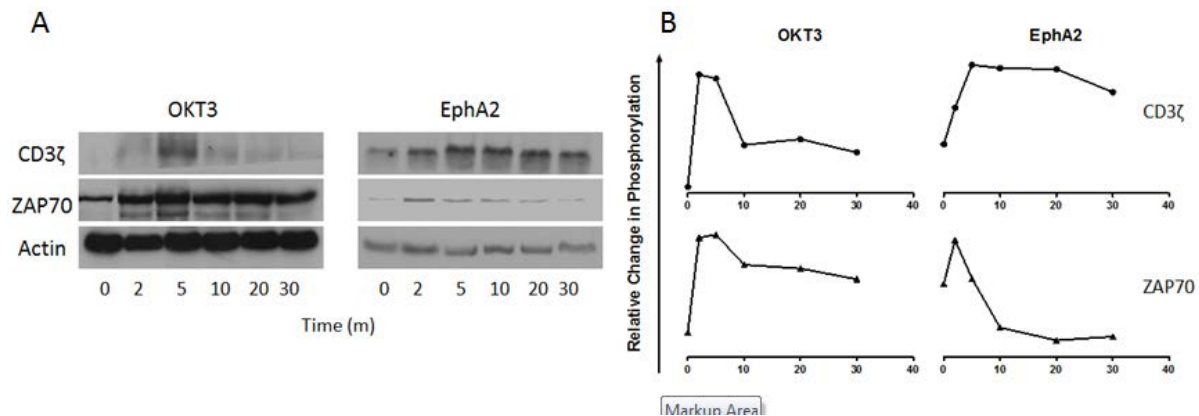 A
OKT3 EphA2
CD3ζ
ZAP70
Actin
0 2 5 10 20 30 0 2 5 10 20 30
Time (m)
B
OKT3 EphA2
Relative Change in Phosphorylation
CD3ζ
0 10 20 30 40 0 10 20 30 40
ZAP70
0 10 20 30 40 0 10 20 30 40
Markup Area